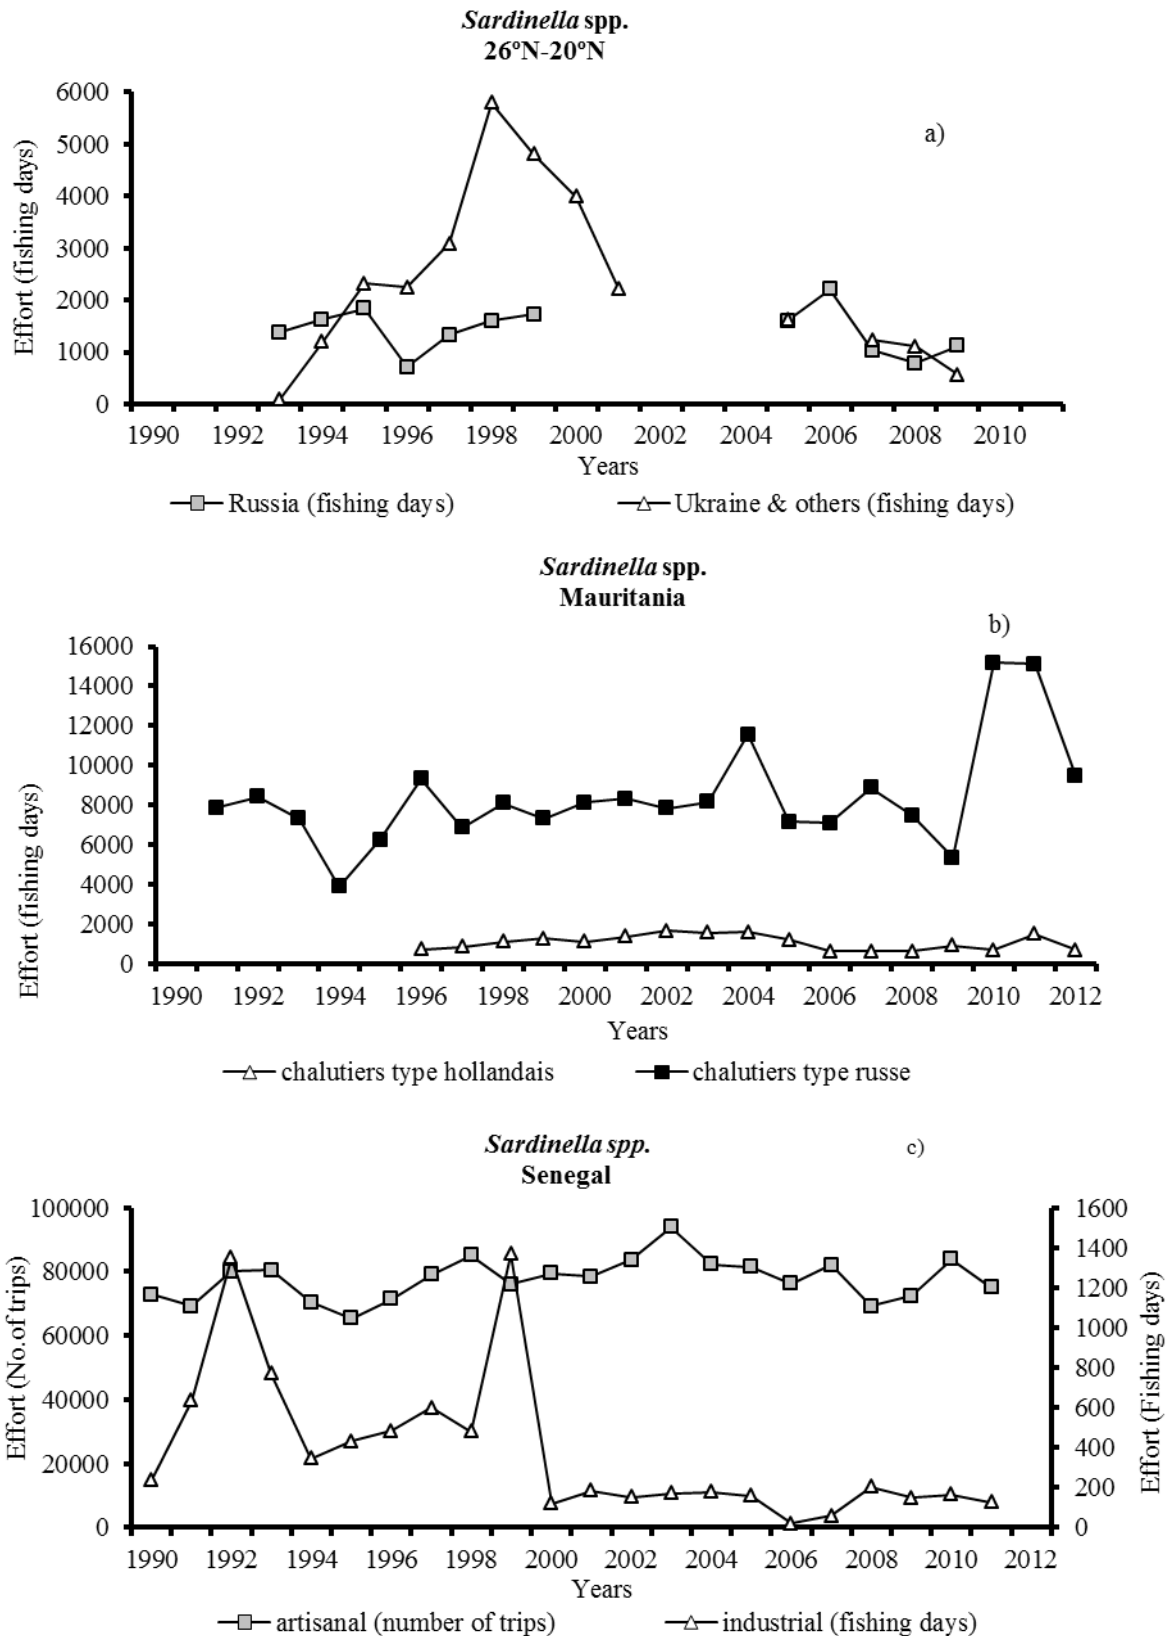 Sardinella spp.
26ºN-20ºN
a)
Effort (fishing days)
6000
5000
4000
3000
2000
1000
0
1990 1992 1994 1996 1998 2000 2002 2004 2006 2008 2010
Years
Russia (fishing days) Ukraine & others (fishing days)
Sardinella spp.
Mauritania
b)
Effort (fishing days)
16000
14000
12000
10000
8000
6000
4000
2000
0
1990 1992 1994 1996 1998 2000 2002 2004 2006 2008 2010 2012
Years
chalutiers type hollandais chalutiers type russe
Sardinella spp.
Senegal
c)
Effort (No.of trips)
100000
80000
60000
40000
20000
0
1600
1400
1200
1000
800
600
400
200
0
Effort (Fishing days)
1990 1992 1994 1996 1998 2000 2002 2004 2006 2008 2010 2012
Years
artisanal (number of trips) industrial (fishing days)